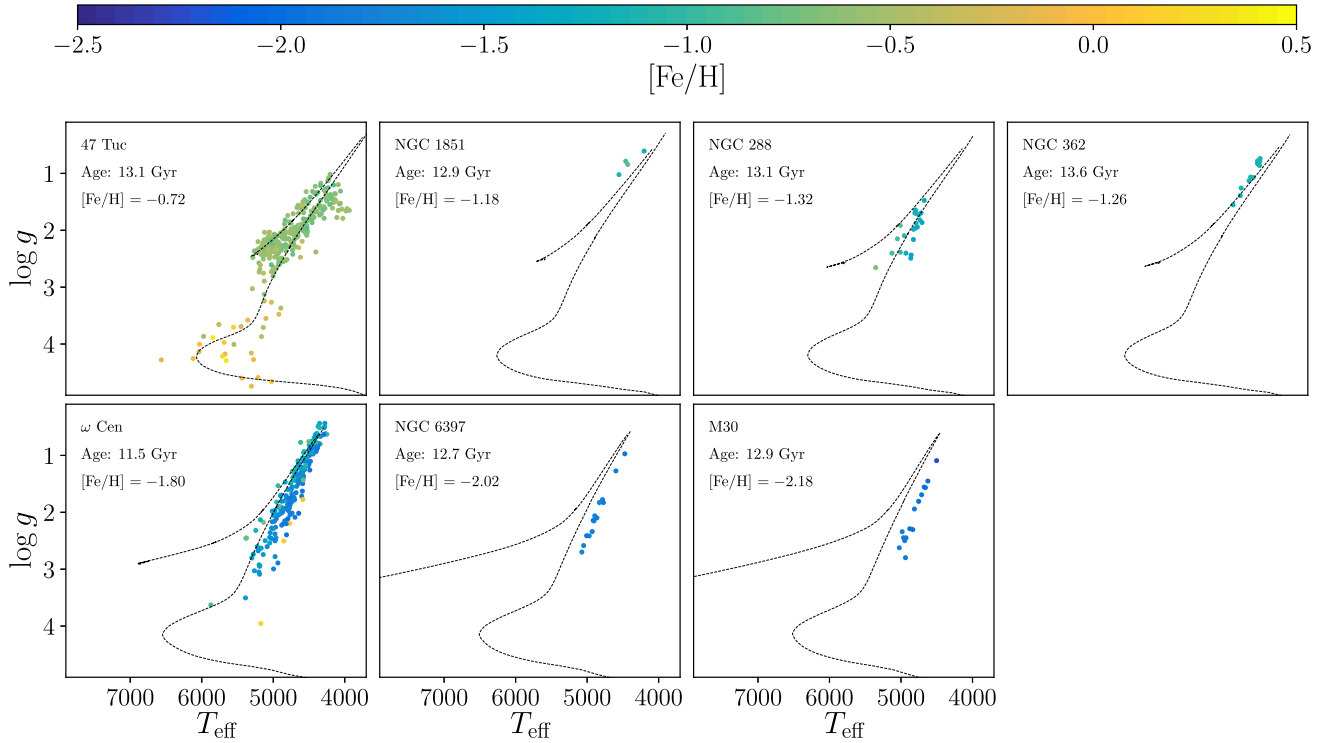 −2.5 −2.0 −1.5 −1.0 −0.5 0.0 0.5
[Fe/H]
47 Tuc
Age: 13.1 Gyr
[Fe/H] = −0.72
NGC 1851
Age: 12.9 Gyr
[Fe/H] = −1.18
NGC 288
Age: 13.1 Gyr
[Fe/H] = −1.32
NGC 362
Age: 13.6 Gyr
[Fe/H] = −1.26
1
2
3
4
log g
ω Cen
Age: 11.5 Gyr
[Fe/H] = −1.80
NGC 6397
Age: 12.7 Gyr
[Fe/H] = −2.02
M30
Age: 12.9 Gyr
[Fe/H] = −2.18
1
2
3
4
log g
7000 6000 5000 4000
7000 6000 5000 4000
7000 6000 5000 4000
T_eff
T_eff
T_eff